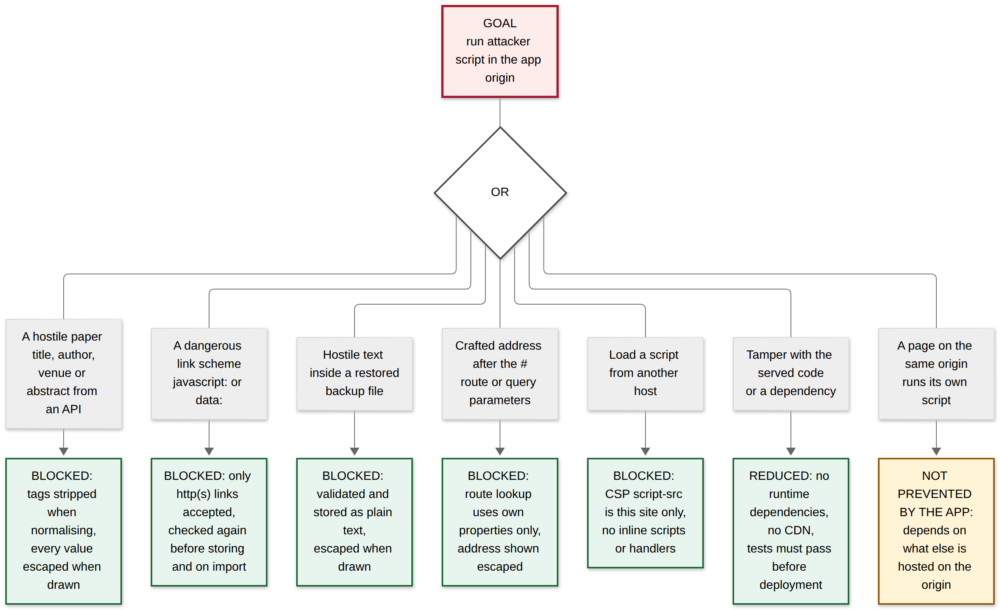 GOAL
run attacker
script in the app
origin
OR
A hostile paper
title, author,
venue or
abstract from
an API
A dangerous
link scheme
javascript: or
data:
Hostile text
inside a restored
backup file
Crafted address
after the #
route or query
parameters
Load a script
from another
host
Tamper with the
served code
or a dependency
A page on the
same origin
runs its own
script
BLOCKED:
tags stripped
when
normalising,
every value
escaped when
drawn
BLOCKED: only
http(s) links
accepted,
checked again
before storing
and on import
BLOCKED:
validated and
stored as plain
text,
escaped when
drawn
BLOCKED:
route lookup
uses own
properties only,
address shown
escaped
BLOCKED:
CSP script-src
is this site only,
no inline scripts
or handlers
REDUCED: no
runtime
dependencies,
no CDN,
tests must pass
before
deployment
NOT
PREVENTED
BY THE APP:
depends on
what else is
hosted on the
origin